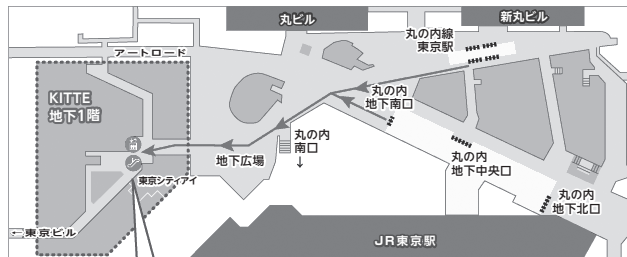 丸ビル
新丸ビル
丸の内線
東京駅
アートロード
KITTE
地下1階
丸の内
地下南口
丸の内
南口
↓
地下広場
丸の内
地下中央口
東京シティアイ
丸の内
地下北口
←東京ビル
JR東京駅